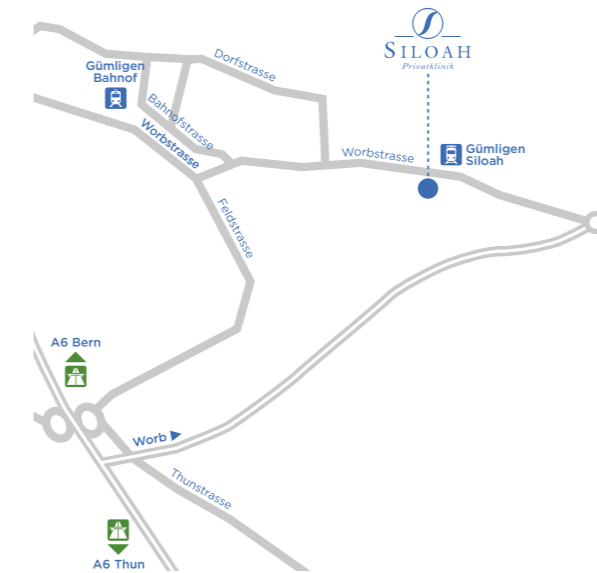 SILOAH
Privatklinik
Dorfstrasse
Gümligen
Bahnhof
Bahnhofstrasse
Worbstrasse
Worbstrasse
Gümligen
Siloah
Feldstrasse
A6 Bern
Worb
Thunstrasse
A6 Thun